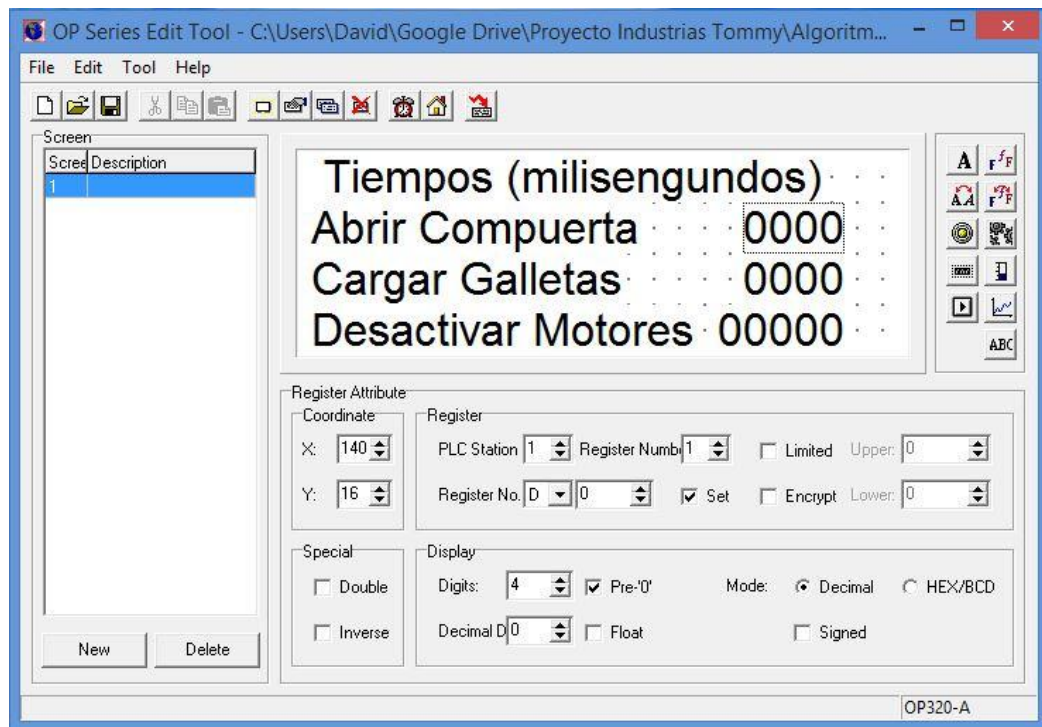 OP Series Edit Tool - C:\Users\David\Google Drive\Proyecto Industrias Tommy\Algoritm...
File Edit Tool Help
Screen
Scree Description
1
Tiempos (milisengundos)
Abrir Compuerta 0000
Cargar Galletas 0000
Desactivar Motores 00000
A FfF
AA FfF
ABC
Register Attribute
Coordinate
X: 140
Y: 16
Register
PLC Station 1 Register Numb 1 Limited Upper: 0
Register No. D 0 Set Encrypt Lower: 0
Special
Double
Inverse
Display
Digits: 4 Pre-'0' Mode: Decimal HEX/BCD
Decimal D 0 Float Signed
New Delete
OP320-A